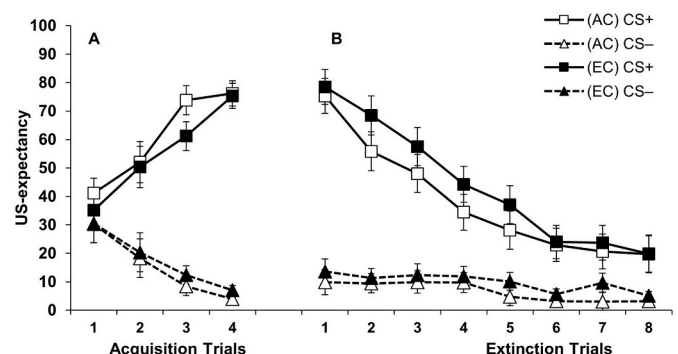 100
90
80
70
60
50
40
30
20
10
0
US-expectancy
A
B
(AC) CS+
(AC) CS–
(EC) CS+
(EC) CS–
1 2 3 4 1 2 3 4 5 6 7 8
Acquisition Trials Extinction Trials